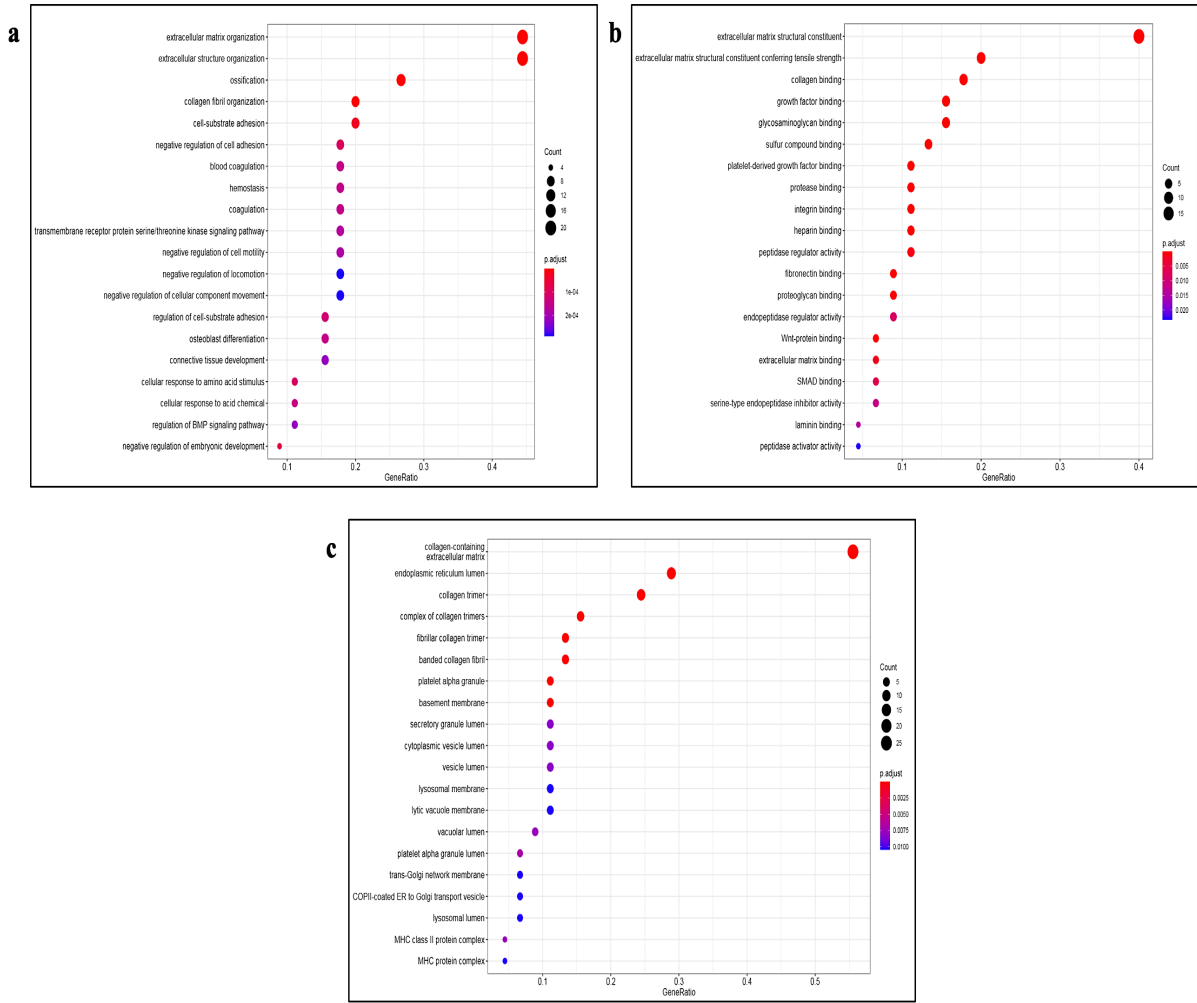 a
extracellular matrix organization
extracellular structure organization
ossification
collagen fibril organization
cell-substrate adhesion
negative regulation of cell adhesion
blood coagulation
hemostasis
coagulation
transmembrane receptor protein serine/threonine kinase signaling pathway
negative regulation of cell motility
negative regulation of locomotion
negative regulation of cellular component movement
regulation of cell-substrate adhesion
osteoblast differentiation
connective tissue development
cellular response to amino acid stimulus
cellular response to acid chemical
regulation of BMP signaling pathway
negative regulation of embryonic development
0.1 0.2 0.3 0.4
GeneRatio
Count
4
8
12
16
20
p.adjust
1e-04
2e-04
b
extracellular matrix structural constituent
extracellular matrix structural constituent conferring tensile strength
collagen binding
growth factor binding
glycosaminoglycan binding
sulfur compound binding
platelet-derived growth factor binding
protease binding
integrin binding
heparin binding
peptidase regulator activity
fibronectin binding
proteoglycan binding
endopeptidase regulator activity
Wnt-protein binding
extracellular matrix binding
SMAD binding
serine-type endopeptidase inhibitor activity
laminin binding
peptidase activator activity
0.1 0.2 0.3 0.4
GeneRatio
Count
5
10
15
p.adjust
0.005
0.010
0.015
0.020
c
collagen-containing
extracellular matrix
endoplasmic reticulum lumen
collagen trimer
complex of collagen trimers
fibrillar collagen trimer
banded collagen fibril
platelet alpha granule
basement membrane
secretory granule lumen
cytoplasmic vesicle lumen
vesicle lumen
lysosomal membrane
lytic vacuole membrane
vacuolar lumen
platelet alpha granule lumen
trans-Golgi network membrane
COPII-coated ER to Golgi transport vesicle
lysosomal lumen
MHC class II protein complex
MHC protein complex
0.1 0.2 0.3 0.4 0.5
GeneRatio
Count
5
10
15
20
25
p.adjust
0.0025
0.0050
0.0075
0.0100